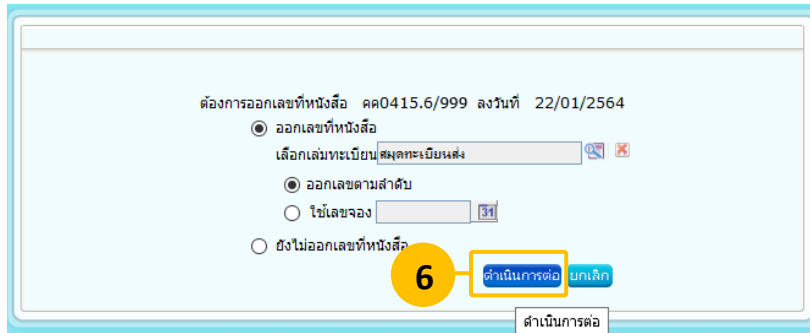 ต้องการออกเลขที่หนังสือ คค0415.6/999 ลงวันที่ 22/01/2564
ออกเลขที่หนังสือ
เลือกเล่มทะเบียน สมุดทะเบียนส่ง
ออกเลขตามลำดับ
ใช้เลขจอง 31
ยังไม่ออกเลขที่หนังสือ
6 ดำเนินการต่อ ยกเลิก
ดำเนินการต่อ